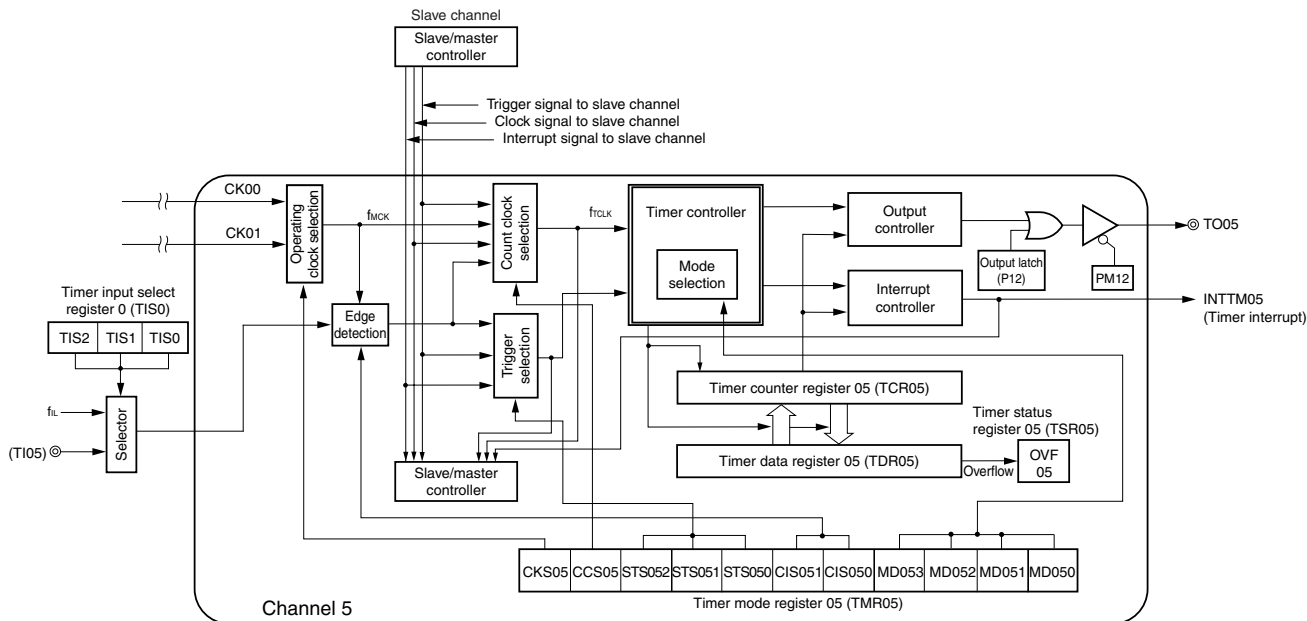 Slave channel
Slave/master
controller
Trigger signal to slave channel
Clock signal to slave channel
Interrupt signal to slave channel
CK00
CK01
Operating
clock selection
fMCK
Count clock
selection
fTCLK
Timer controller
Mode
selection
Output
controller
Output latch
(P12)
PM12
TO05
Interrupt
controller
INTTM05
(Timer interrupt)
Timer input select
register 0 (TIS0)
TIS2 TIS1 TIS0
Edge
detection
Trigger
selection
fIL
(TI05)
Selector
Timer counter register 05 (TCR05)
Timer status
register 05 (TSR05)
Timer data register 05 (TDR05)
Overflow
OVF
05
Slave/master
controller
CKS05 CCS05 STS052 STS051 STS050 CIS051 CIS050 MD053 MD052 MD051 MD050
Timer mode register 05 (TMR05)
Channel 5